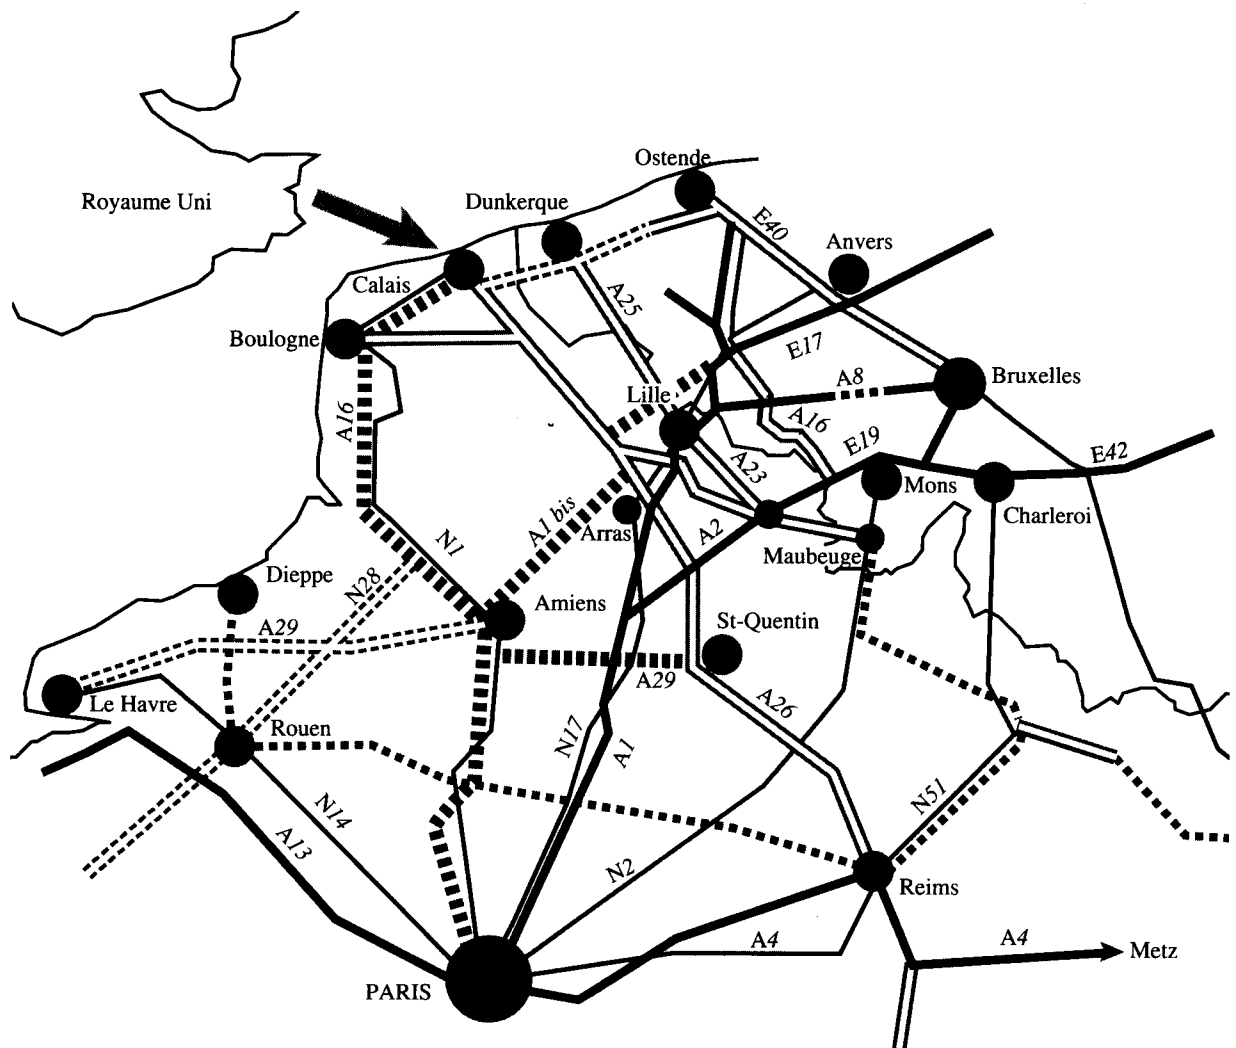 Ostende
Royaume Uni
Dunkerque
E40
Anvers
Calais
A25
Boulogne
E17
A8
Bruxelles
Lille
A16
A16
E19
E42
A23
Mons
A1 bis
Charleroi
Arras
A2
N1
Maubeuge
Dieppe
N28
Amiens
St-Quentin
A29
A29
Le Havre
A26
Rouen
N17
A1
N51
N14
A13
N2
Reims
A4
A4
Metz
PARIS